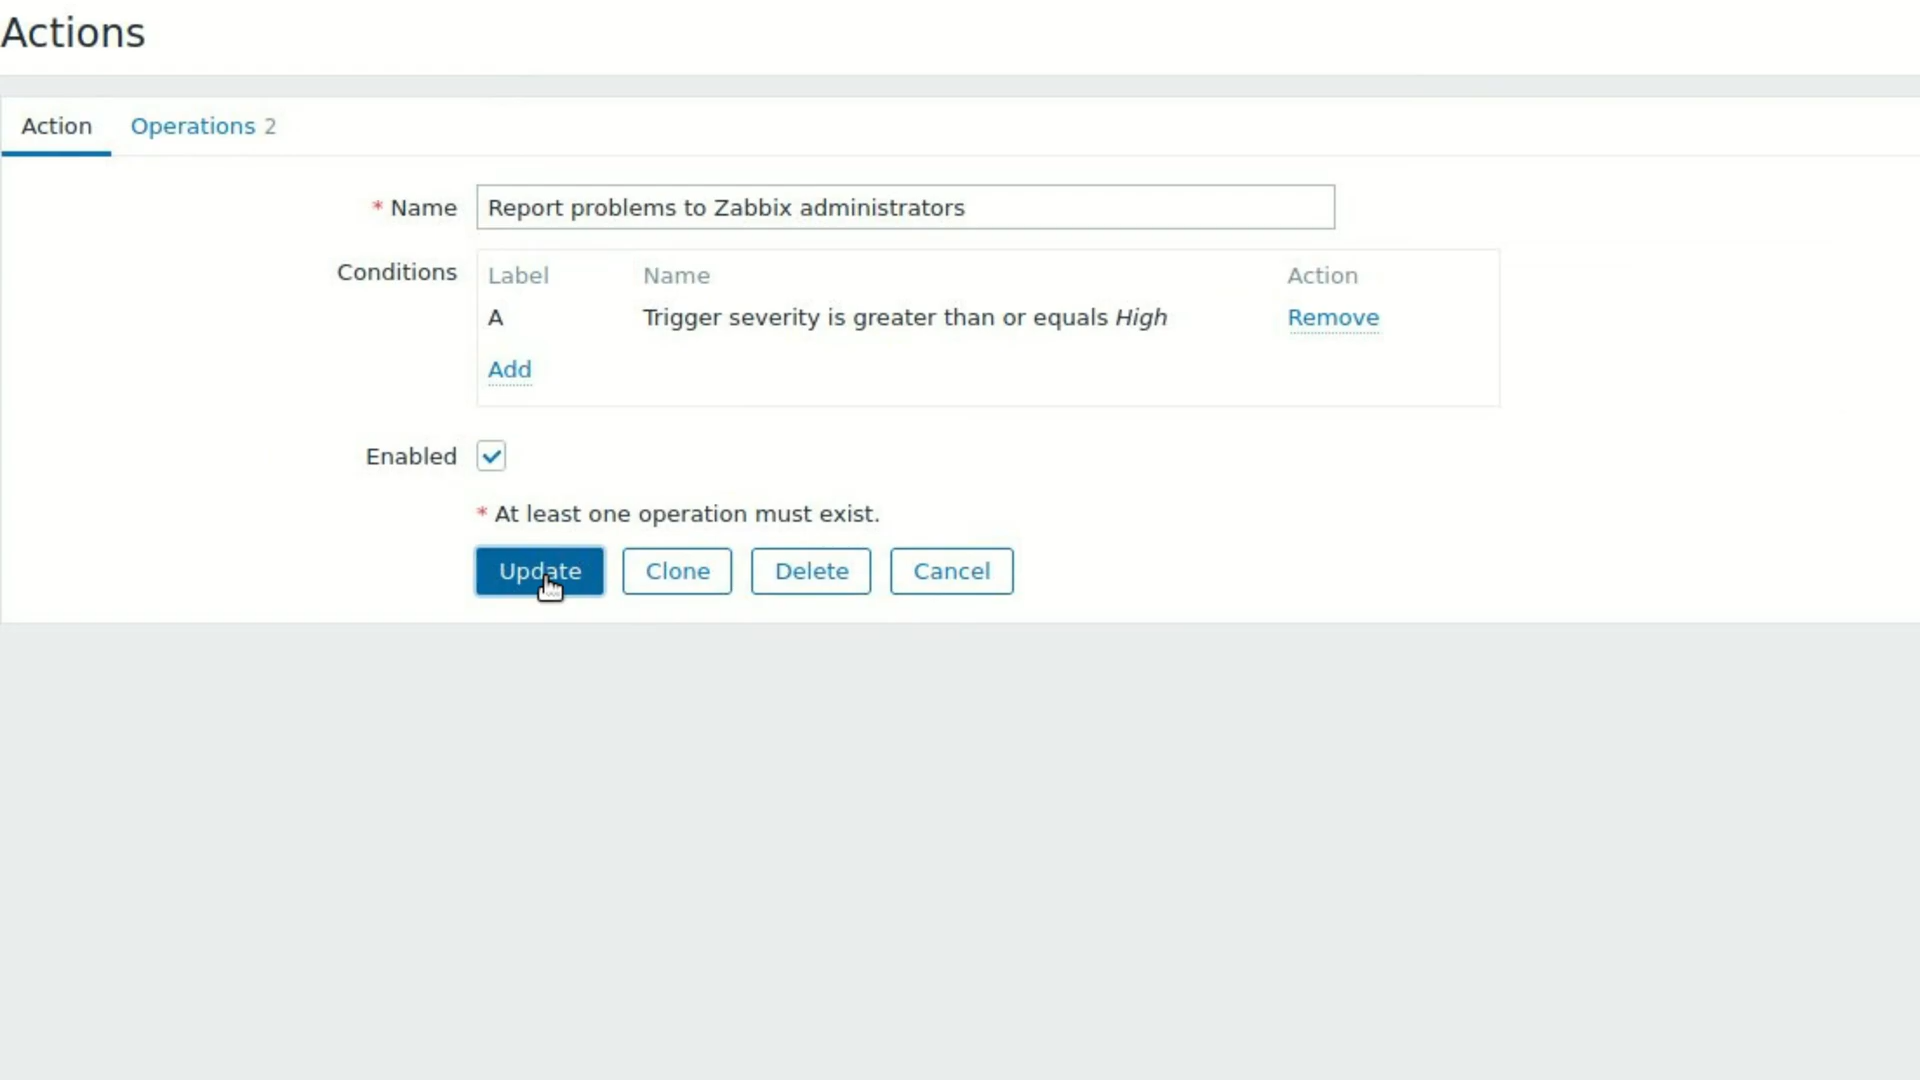 Actions
Action Operations 2
* Name Report problems to Zabbix administrators
Conditions Label Name Action
A Trigger severity is greater than or equals High Remove
Add
Enabled
* At least one operation must exist.
Update Clone Delete Cancel